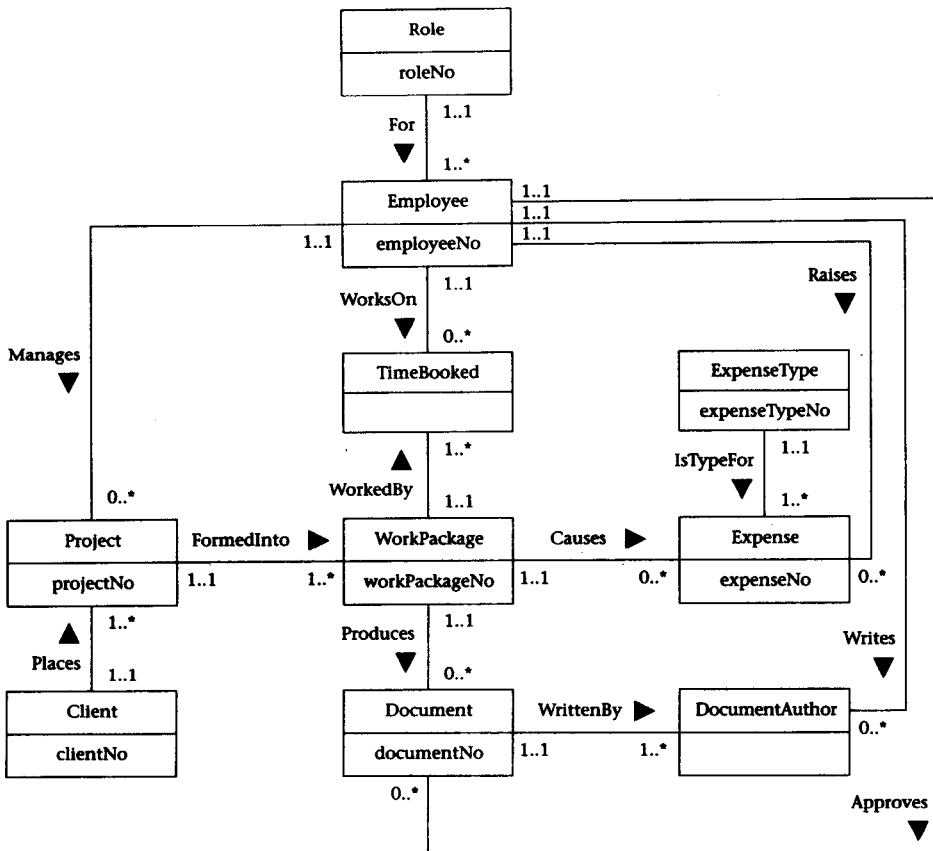 Role
roleNo
1..1
For
1..*
Employee
1..1
1..1
employeeNo
1..1
1..1
1..1
Raises
WorksOn
0..*
Manages
TimeBooked
ExpenseType
expenseTypeNo
1..*
IsTypeFor
1..1
WorkedBy
0..*
1..1
1..*
Project
FormedInto
WorkPackage
Causes
Expense
projectNo
1..1
1..*
workPackageNo
1..1
0..*
expenseNo
0..*
1..*
Places
1..1
Produces
1..1
0..*
Writes
Client
Document
WrittenBy
DocumentAuthor
0..*
clientNo
documentNo
1..1
1..*
0..*
Approves